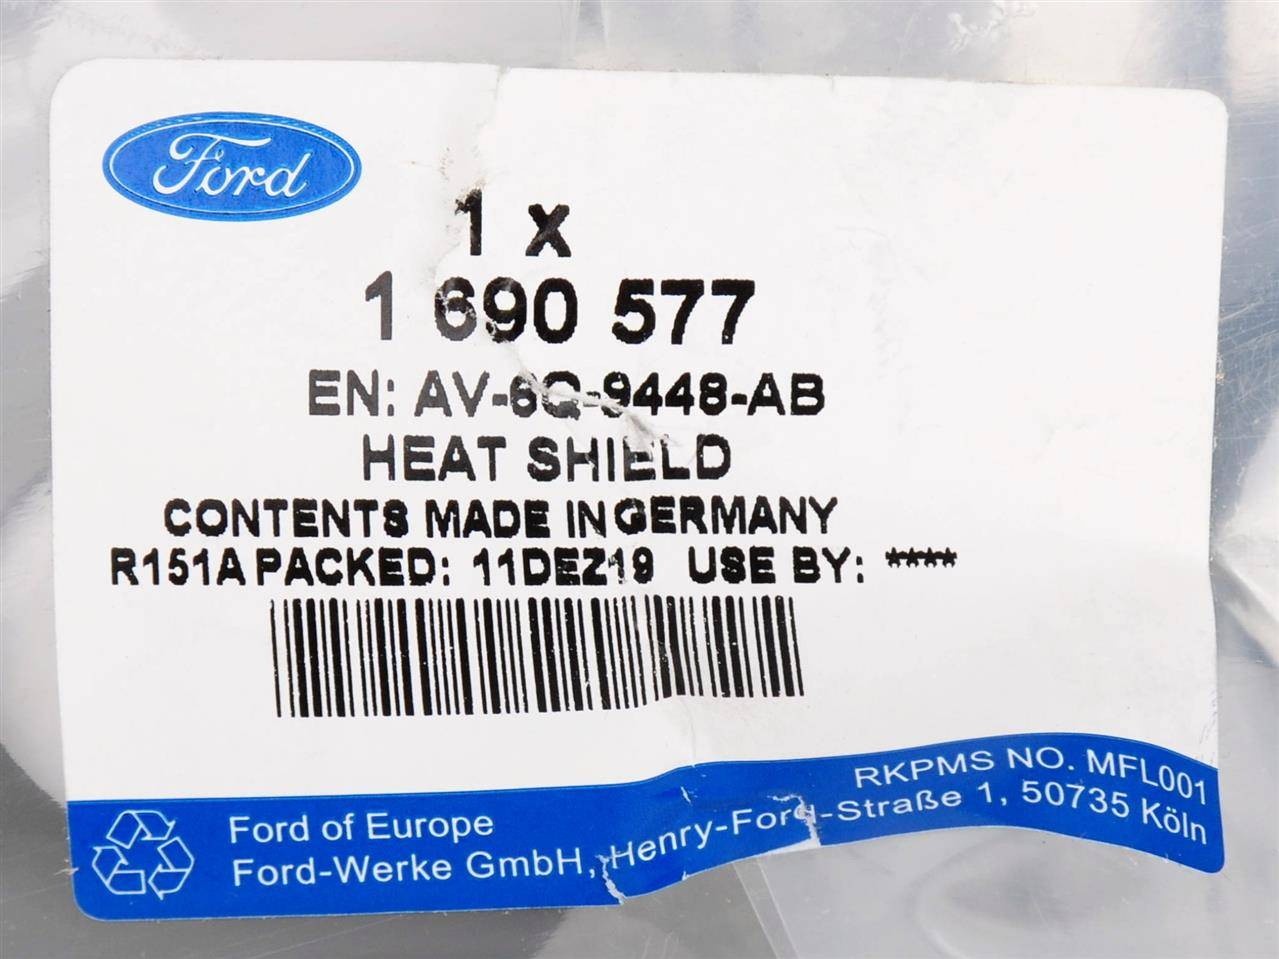 Ford
1 x
1 690 577
EN: AV-6Q-9448-AB
HEAT SHIELD
CONTENTS MADE IN GERMANY
R151A PACKED: 11DEZ19 USE BY: ****
RKPMS NO. MFL001
Ford of Europe
Ford-Werke GmbH, Henry-Ford-Straße 1, 50735 Köln